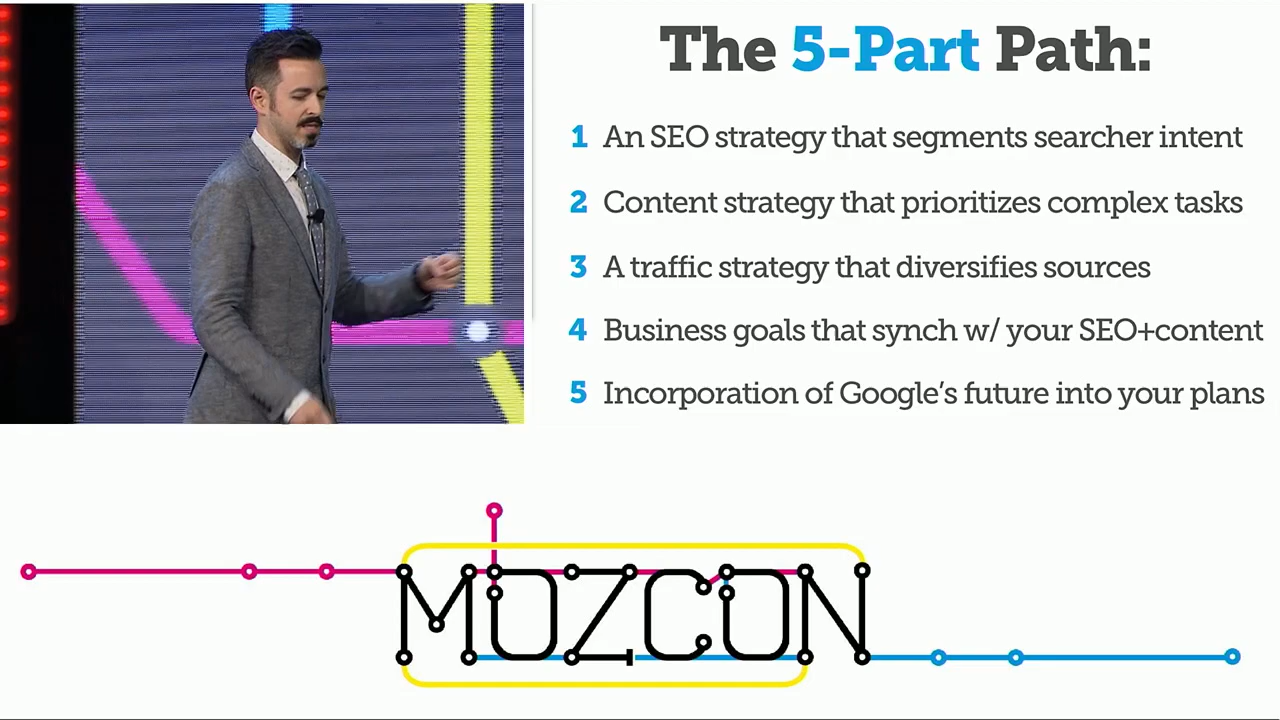 The 5-Part Path:
1 An SEO strategy that segments searcher intent
2 Content strategy that prioritizes complex tasks
3 A traffic strategy that diversifies sources
4 Business goals that synch w/ your SEO+content
5 Incorporation of Google's future into your plans
MOZCON